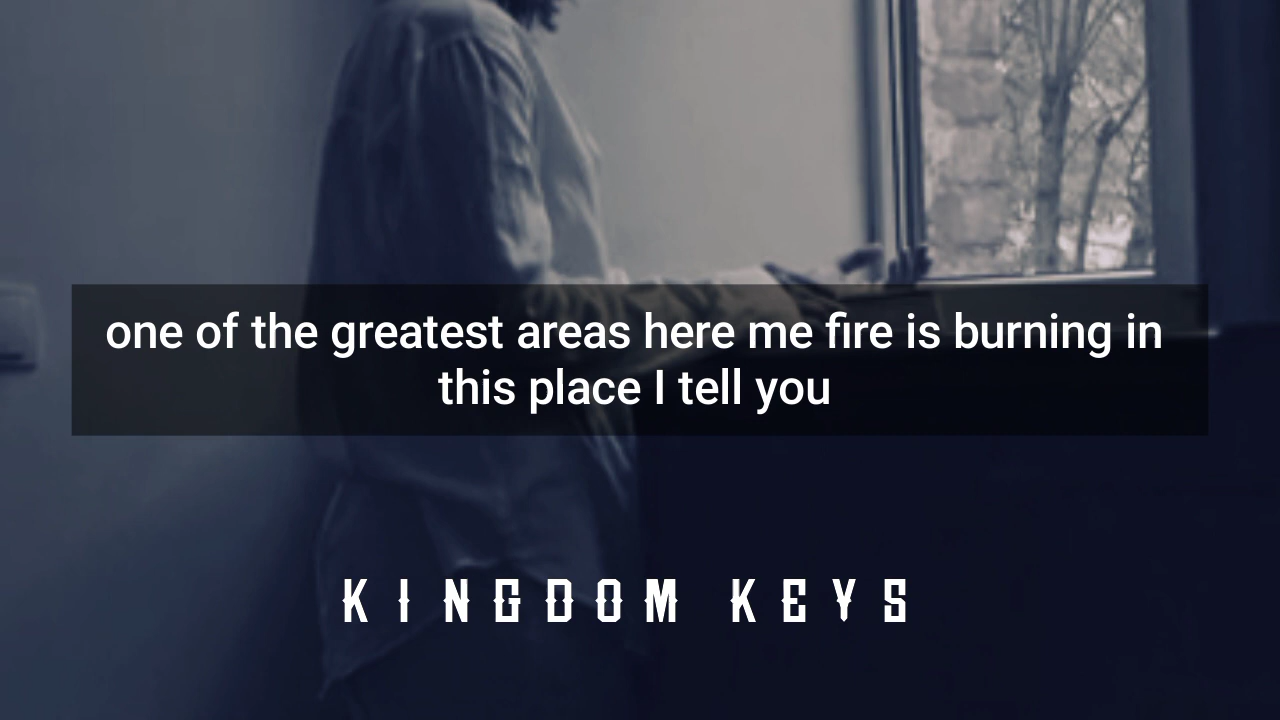 one of the greatest areas here me fire is burning in
this place I tell you
KINGDOM KEYS